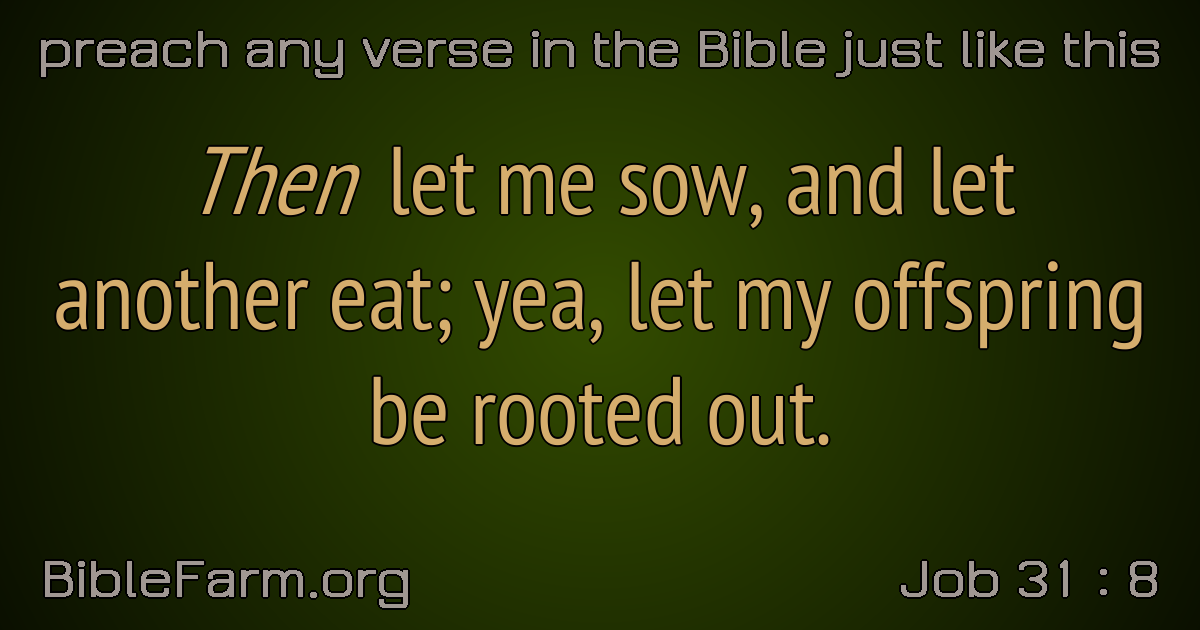 preach any verse in the Bible just like this
Then let me sow, and let
another eat; yea, let my offspring
be rooted out.
BibleFarm.org
Job 31 : 8